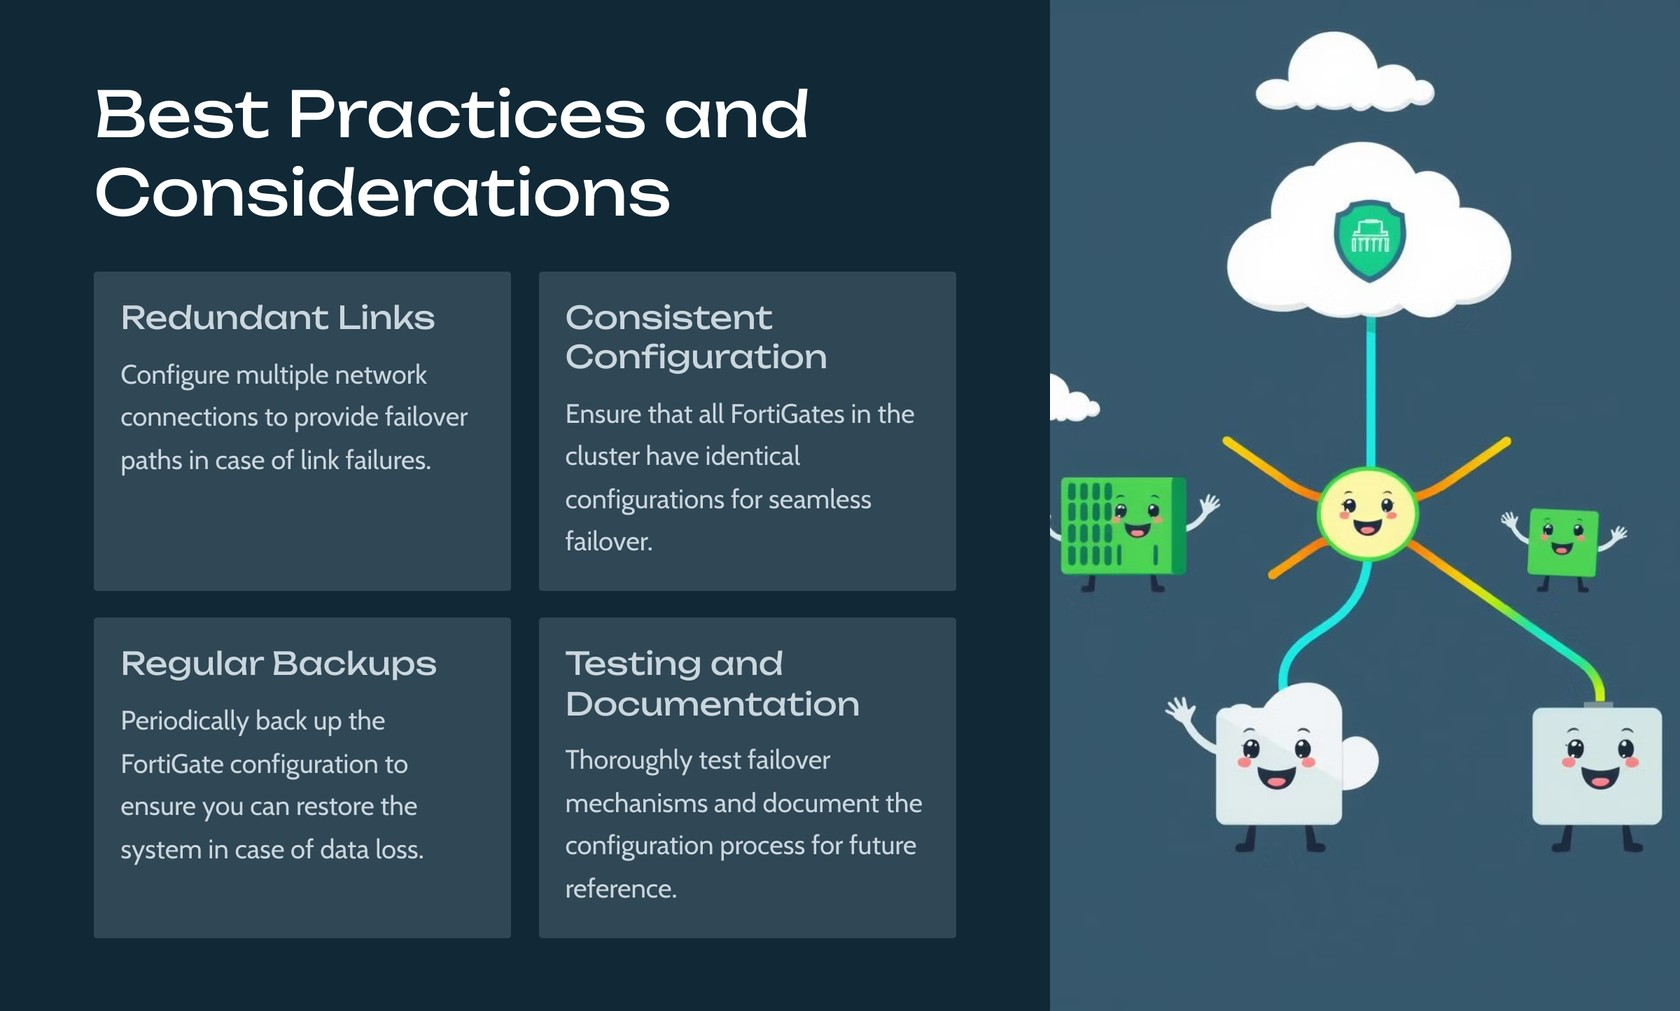 Best Practices and
Considerations
Redundant Links
Configure multiple network
connections to provide failover
paths in case of link failures.
Consistent
Configuration
Ensure that all FortiGates in the
cluster have identical
configurations for seamless
failover.
Regular Backups
Periodically back up the
FortiGate configuration to
ensure you can restore the
system in case of data loss.
Testing and
Documentation
Thoroughly test failover
mechanisms and document the
configuration process for future
reference.